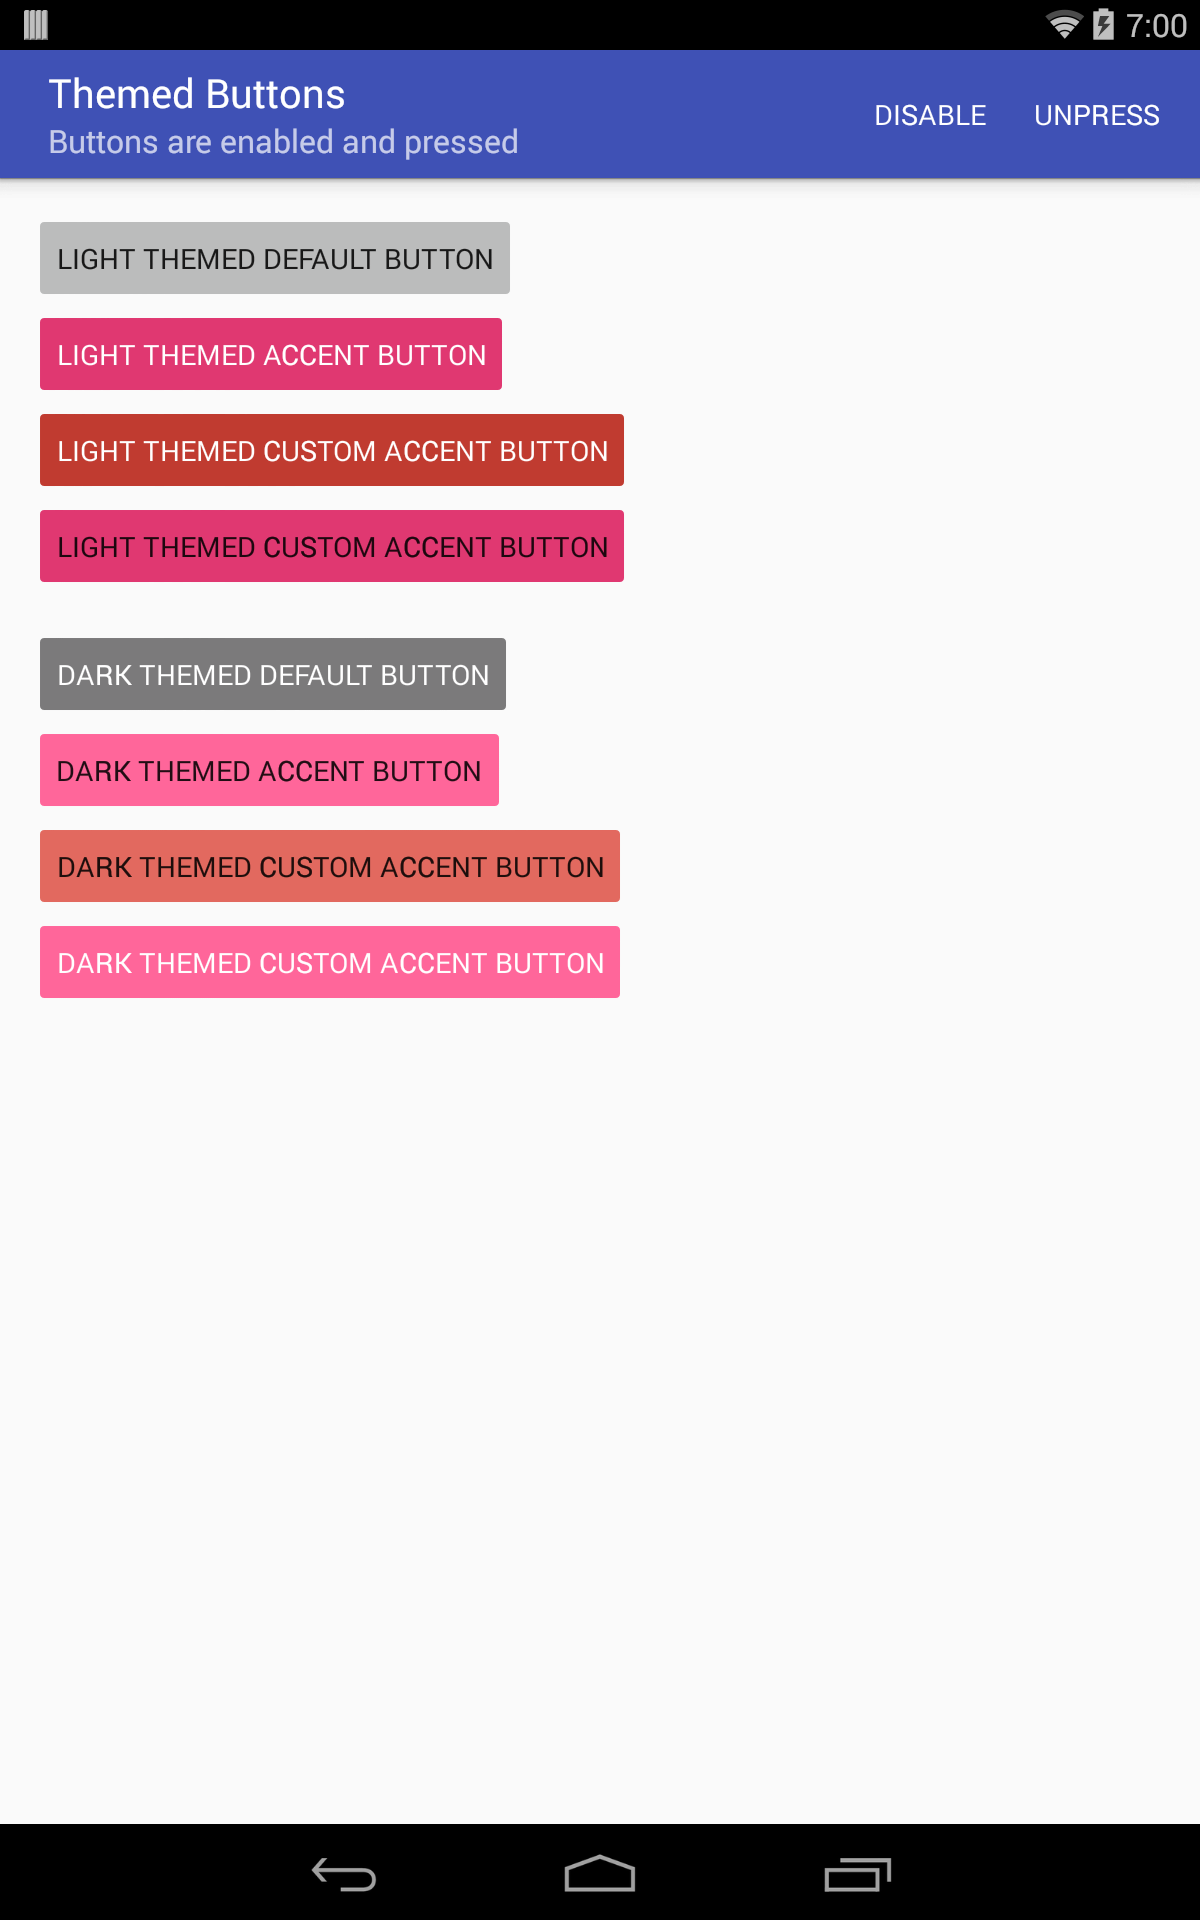 7:00
Themed Buttons
Buttons are enabled and pressed
DISABLE UNPRESS
LIGHT THEMED DEFAULT BUTTON
LIGHT THEMED ACCENT BUTTON
LIGHT THEMED CUSTOM ACCENT BUTTON
LIGHT THEMED CUSTOM ACCENT BUTTON
DARK THEMED DEFAULT BUTTON
DARK THEMED ACCENT BUTTON
DARK THEMED CUSTOM ACCENT BUTTON
DARK THEMED CUSTOM ACCENT BUTTON